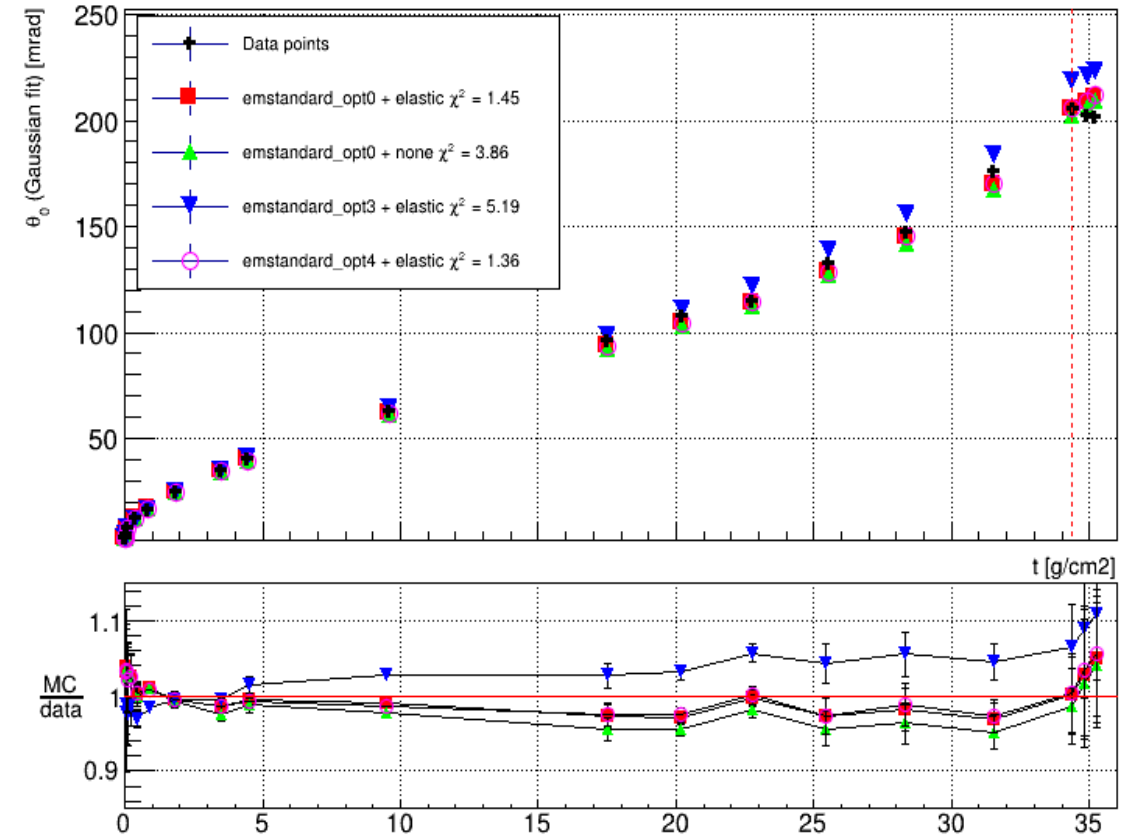 250
200
150
100
50
θ₀ (Gaussian fit) [mrad]
Data points
emstandard_opt0 + elastic χ² = 1.45
emstandard_opt0 + none χ² = 3.86
emstandard_opt3 + elastic χ² = 5.19
emstandard_opt4 + elastic χ² = 1.36
t [g/cm2]
1.1
1
0.9
MC
data
0 5 10 15 20 25 30 35